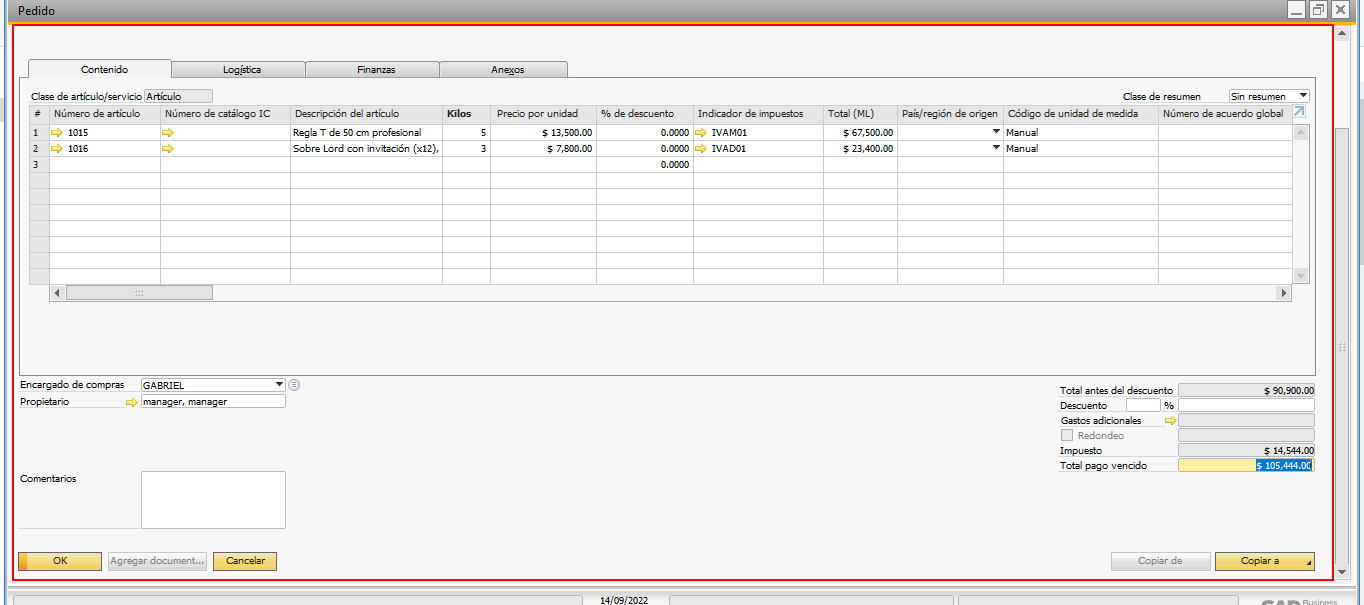 Pedido
Contenido Logística Finanzas Anexos
Clase de artículo/servicio Artículo Clase de resumen Sin resumen
# Número de artículo Número de catálogo IC Descripción del artículo Kilos Precio por unidad % de descuento Indicador de impuestos Total (ML) País/región de origen Código de unidad de medida Número de acuerdo global
1 1015 Regla T de 50 cm profesional 5 $ 13,500.00 0.0000 IVAM01 $ 67,500.00 Manual
2 1016 Sobre Lord con invitación (x12), 3 $ 7,800.00 0.0000 IVAD01 $ 23,400.00 Manual
3 0.0000
Encargado de compras GABRIEL
Propietario manager, manager
Total antes del descuento $ 90,900.00
Descuento %
Gastos adicionales
Redondeo
Impuesto $ 14,544.00
Total pago vencido $ 105,444.00
Comentarios
OK Agregar document... Cancelar Copiar de Copiar a
14/09/2022
SAP Business